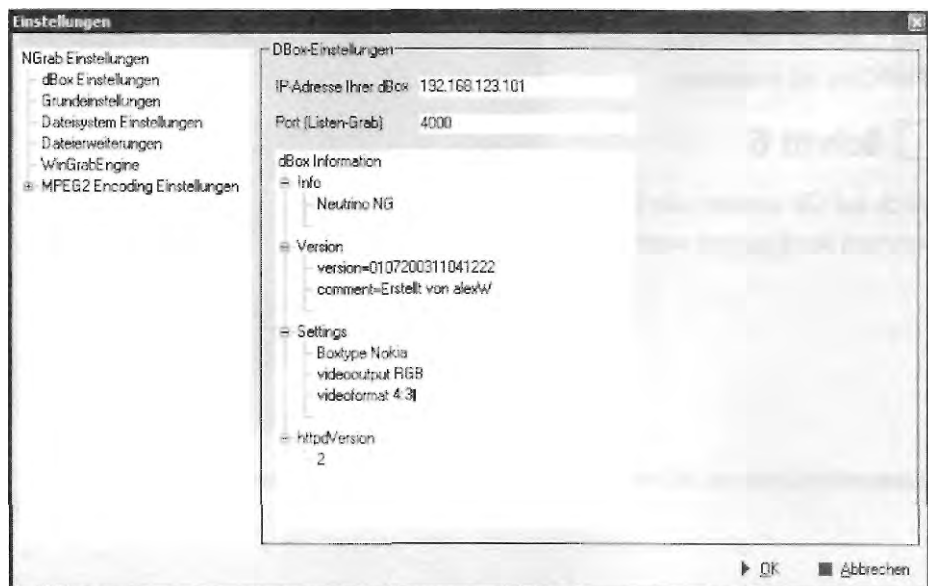 Einstellungen
NGrab Einstellungen
dBox Einstellungen
Grundeinstellungen
Dateisystem Einstellungen
Dateierweiterungen
WinGrabEngine
MPEG2 Encoding Einstellungen
DBox-Einstellungen
IP-Adresse Ihrer dBox 192.168.123.101
Port (Listen-Grab) 4000
dBox Information
Info
Neutrino NG
Version
version=0107200311041222
comment=Erstellt von alexW
Settings
Boxtype Nokia
videooutput RGB
videoformat 4:3
httpdVersion
2
OK
Abbrechen